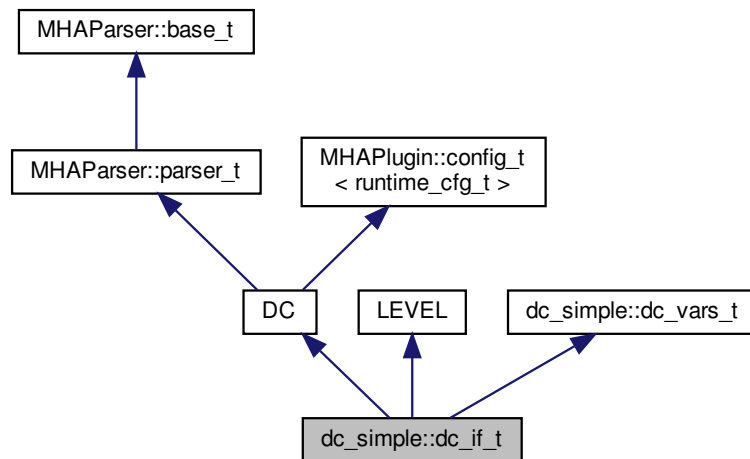 MHAParser::base_t
MHAParser::parser_t
MHAPlugin::config_t
< runtime_cfg_t >
DC
LEVEL
dc_simple::dc_vars_t
dc_simple::dc_if_t